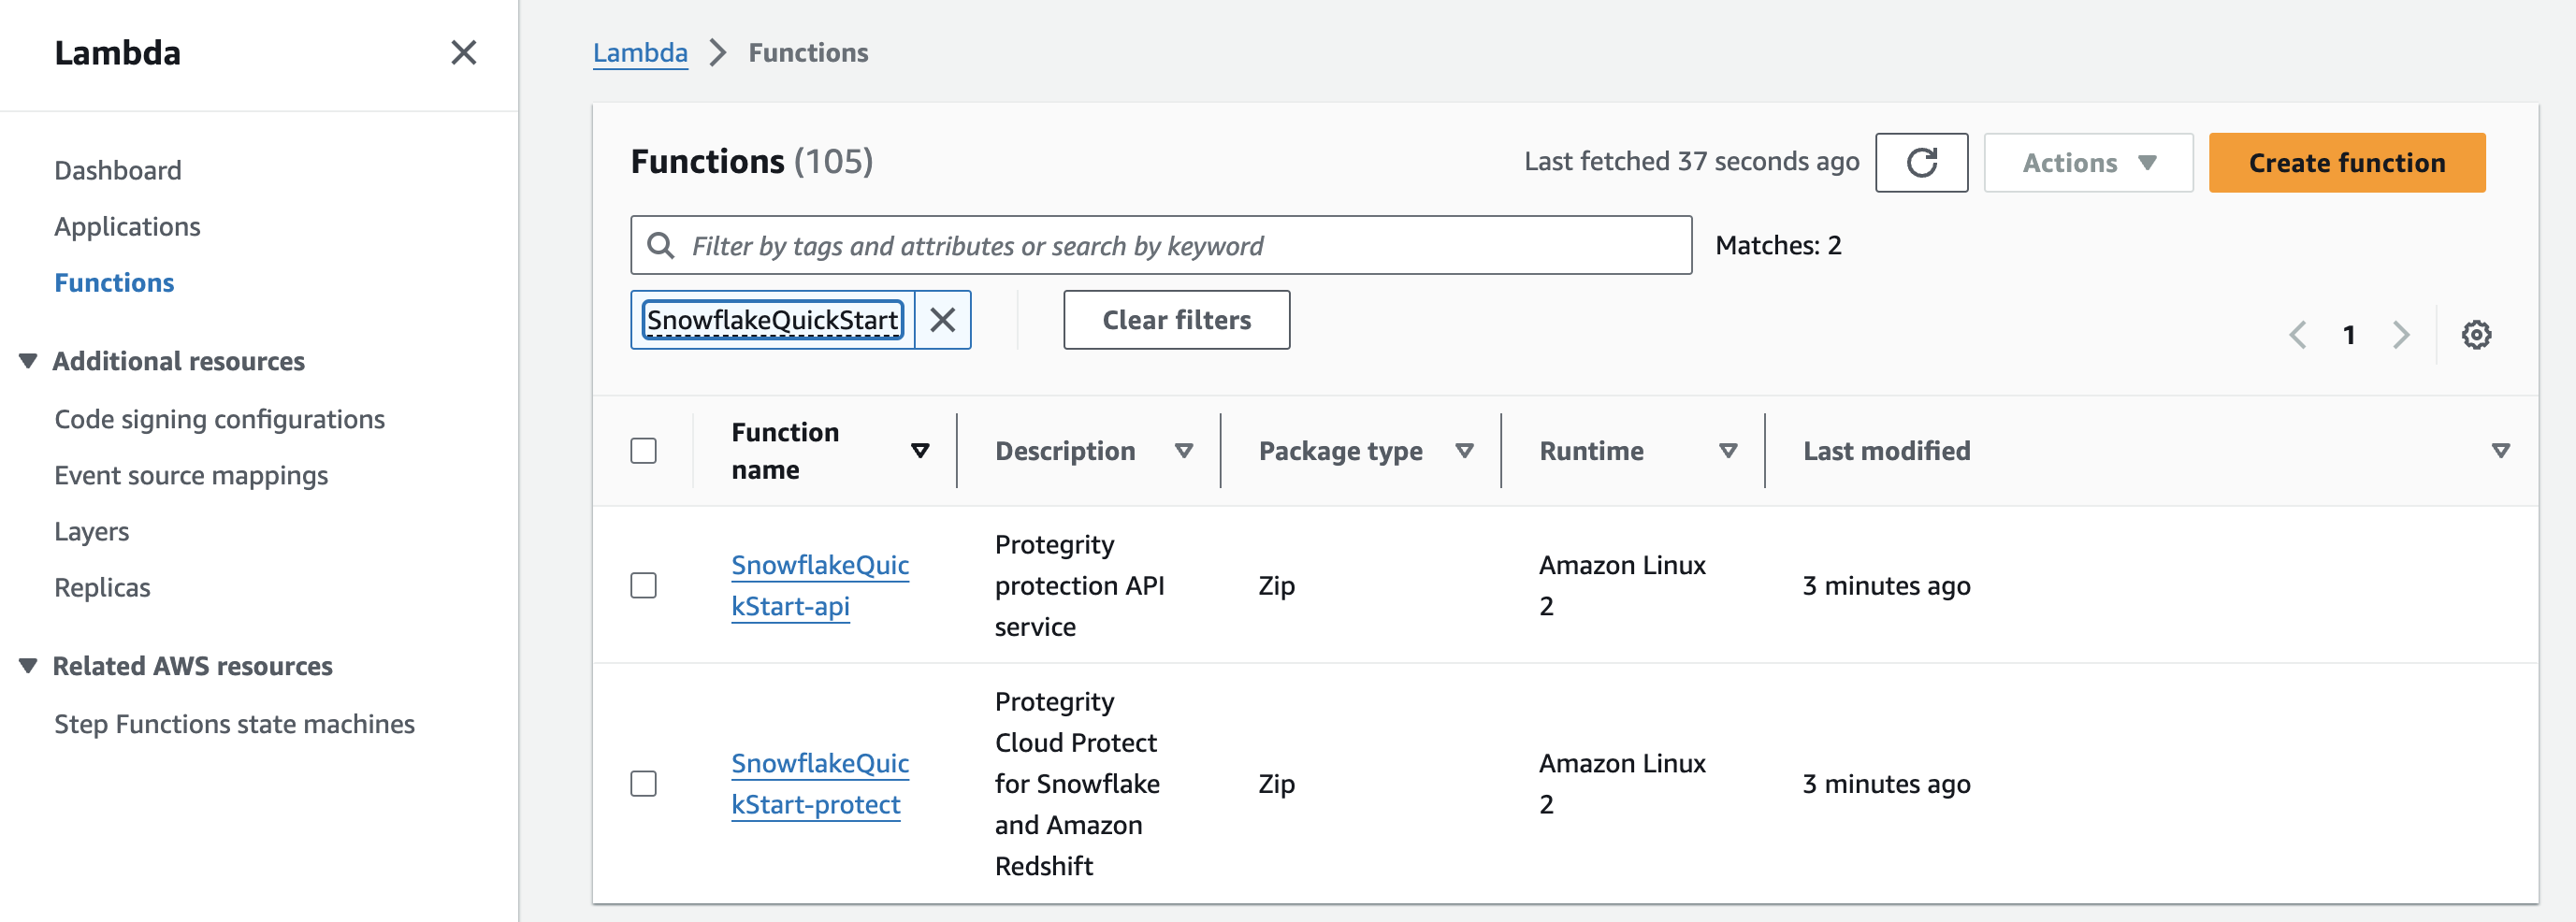 Lambda
Dashboard
Applications
Functions
Additional resources
Code signing configurations
Event source mappings
Layers
Replicas
Related AWS resources
Step Functions state machines
Lambda Functions
Functions (105)
Last fetched 37 seconds ago
Actions
Create function
Filter by tags and attributes or search by keyword
Matches: 2
SnowflakeQuickStart
Clear filters
1
Function
name
Description
Package type
Runtime
Last modified
SnowflakeQuic
kStart-api
Protegrity
protection API
service
Zip
Amazon Linux
2
3 minutes ago
SnowflakeQuic
kStart-protect
Protegrity
Cloud Protect
for Snowflake
and Amazon
Redshift
Zip
Amazon Linux
2
3 minutes ago